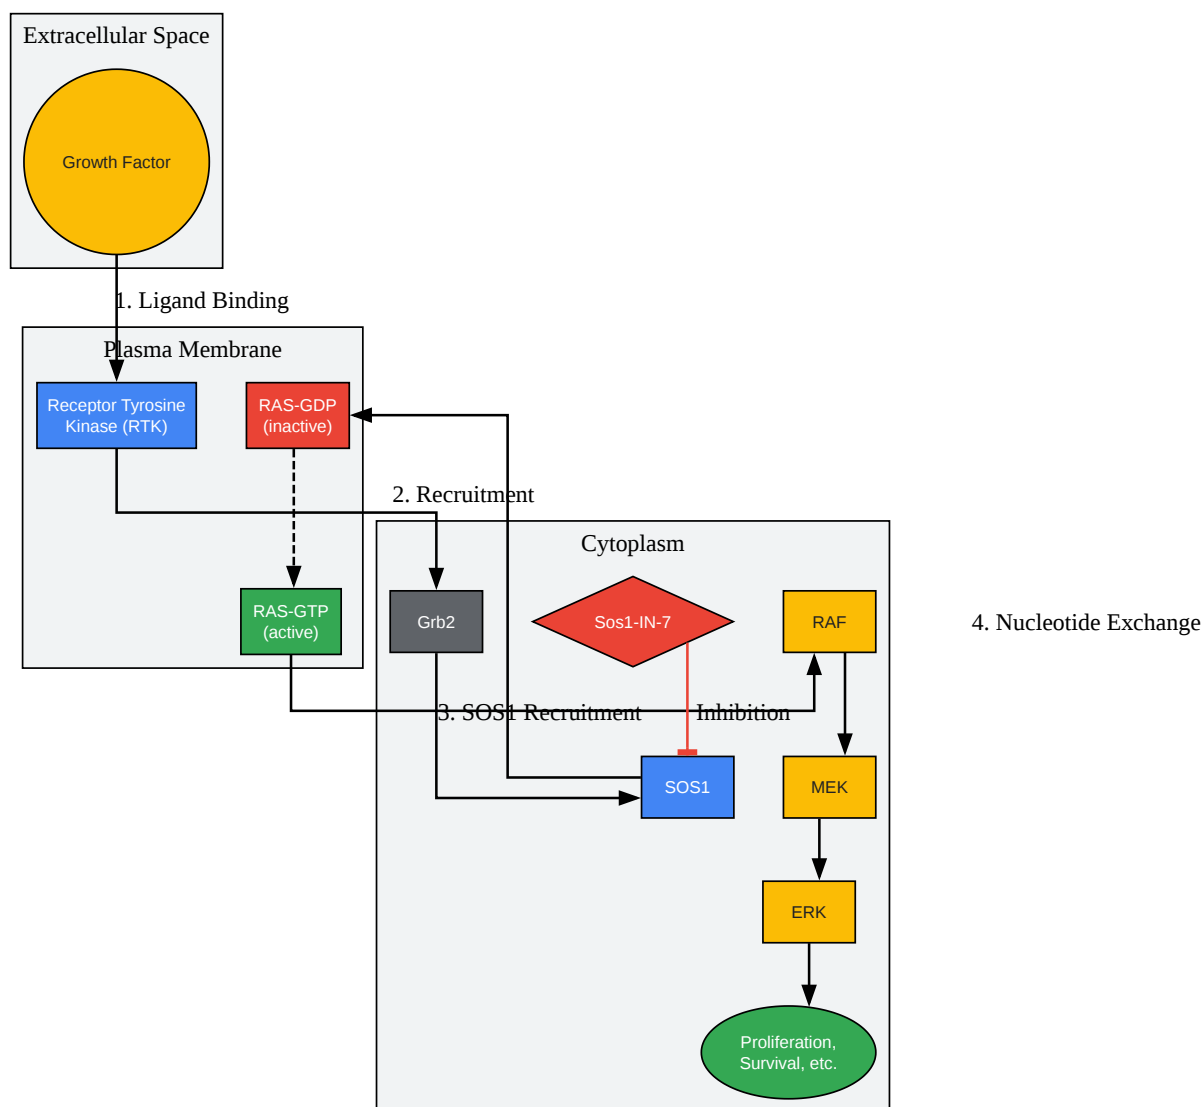 Extracellular Space
Growth Factor
1. Ligand Binding
Plasma Membrane
Receptor Tyrosine
Kinase (RTK)
RAS-GDP
(inactive)
2. Recruitment
Cytoplasm
RAS-GTP
(active)
Grb2
Sos1-IN-7
RAF
4. Nucleotide Exchange
3. SOS1 Recruitment
Inhibition
SOS1
MEK
ERK
Proliferation,
Survival, etc.